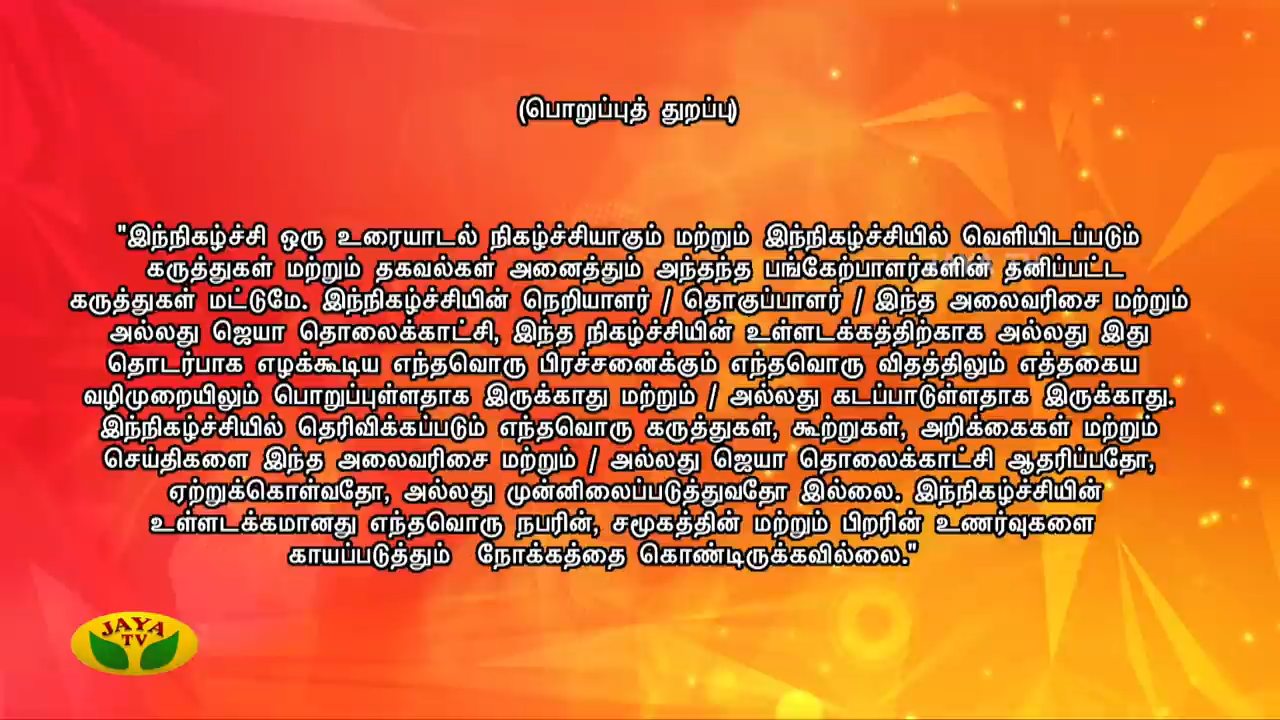 (பொறுப்புத் துறப்பு)
"இந்நிகழ்ச்சி ஒரு உரையாடல் நிகழ்ச்சியாகும் மற்றும் இந்நிகழ்ச்சியில் வெளியிடப்படும்
கருத்துகள் மற்றும் தகவல்கள் அனைத்தும் அந்தந்த பங்கேற்பாளர்களின் தனிப்பட்ட
கருத்துகள் மட்டுமே. இந்நிகழ்ச்சியின் நெறியாளர் / தொகுப்பாளர் / இந்த அலைவரிசை மற்றும்
அல்லது ஜெயா தொலைக்காட்சி, இந்த நிகழ்ச்சியின் உள்ளடக்கத்திற்காக அல்லது இது
தொடர்பாக எழக்கூடிய எந்தவொரு பிரச்சனைக்கும் எந்தவொரு விதத்திலும் எத்தகைய
வழிமுறையிலும் பொறுப்புள்ளதாக இருக்காது மற்றும் / அல்லது கடப்பாடுள்ளதாக இருக்காது.
இந்நிகழ்ச்சியில் தெரிவிக்கப்படும் எந்தவொரு கருத்துகள், கூற்றுகள், அறிக்கைகள் மற்றும்
செய்திகளை இந்த அலைவரிசை மற்றும் / அல்லது ஜெயா தொலைக்காட்சி ஆதரிப்பதோ,
ஏற்றுக்கொள்வதோ, அல்லது முன்னிலைப்படுத்துவதோ இல்லை. இந்நிகழ்ச்சியின்
உள்ளடக்கமானது எந்தவொரு நபரின், சமூகத்தின் மற்றும் பிறரின் உணர்வுகளை
காயப்படுத்தும் நோக்கத்தை கொண்டிருக்கவில்லை."
JAYA
TV